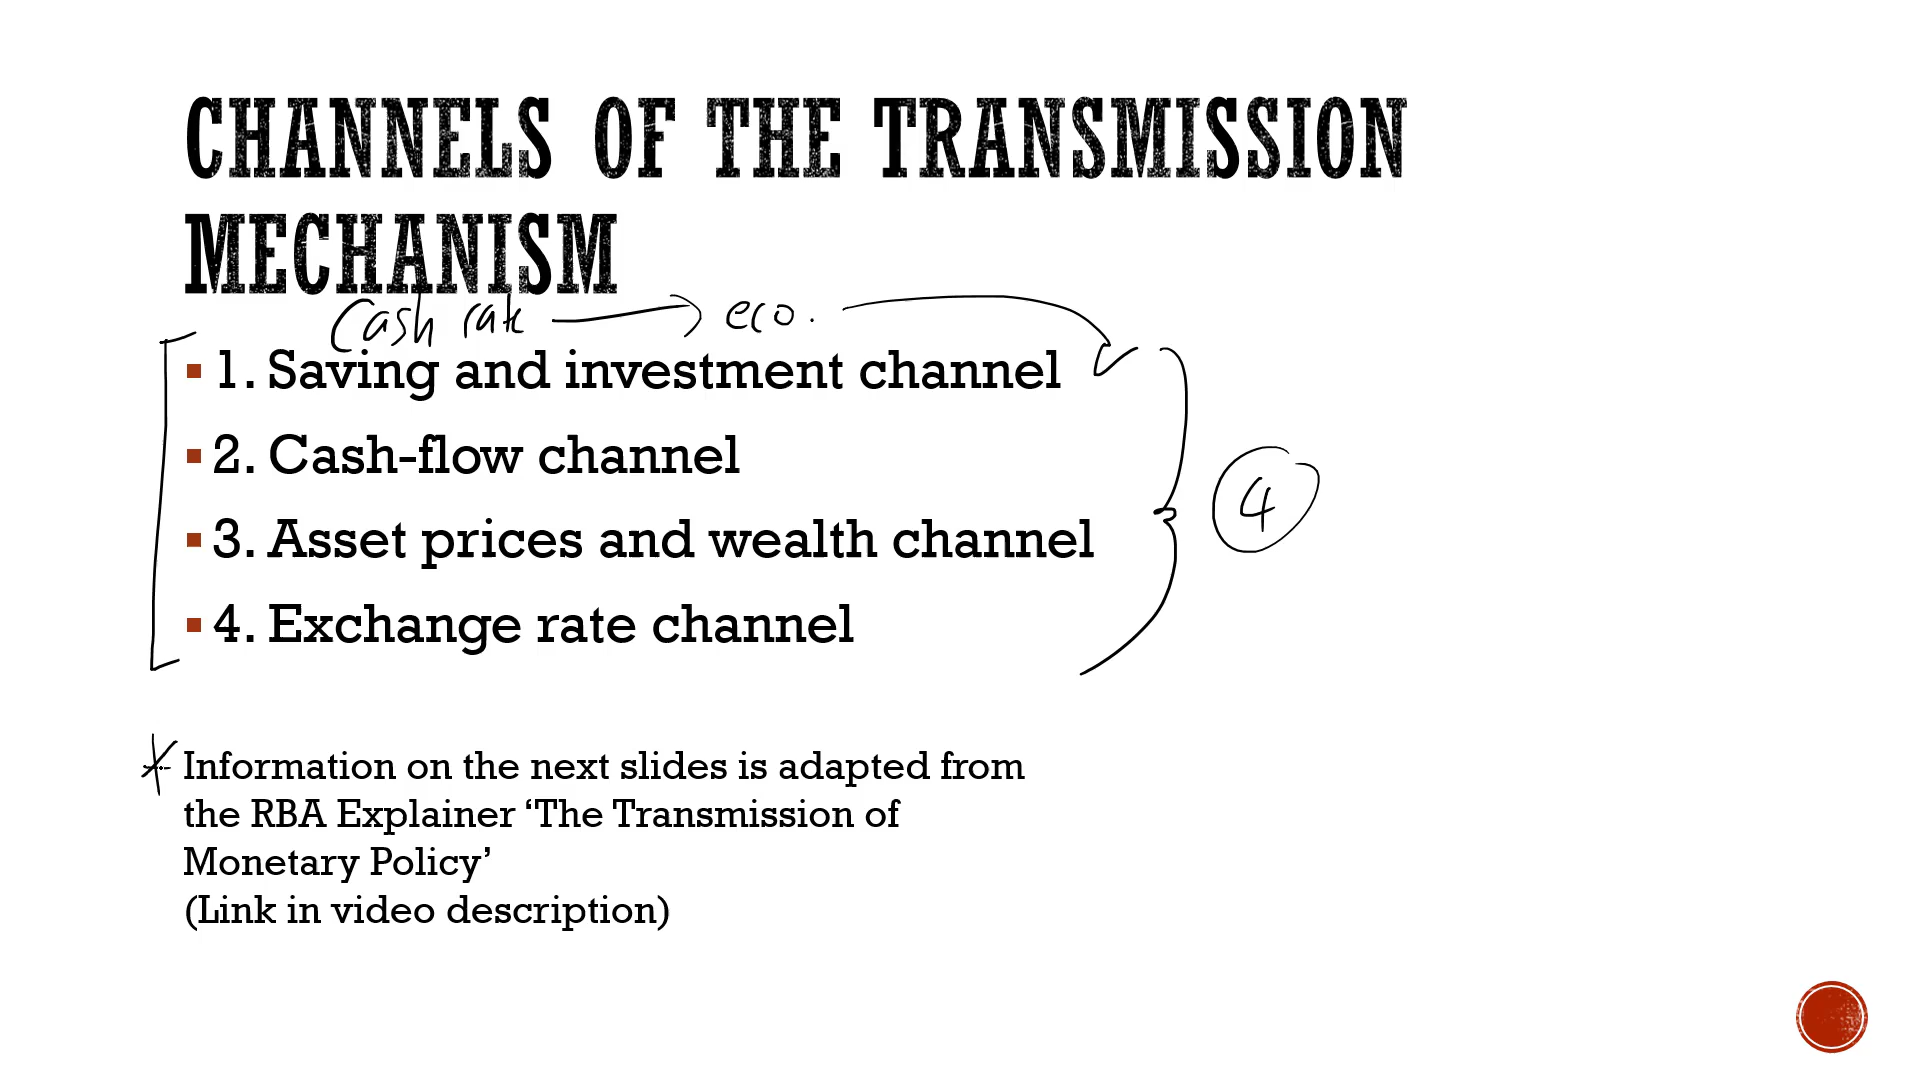 CHANNELS OF THE TRANSMISSION
MECHANISM
Cash rate → eco.
1. Saving and investment channel
2. Cash-flow channel
3. Asset prices and wealth channel
4. Exchange rate channel
4
* Information on the next slides is adapted from
the RBA Explainer ‘The Transmission of
Monetary Policy’
(Link in video description)